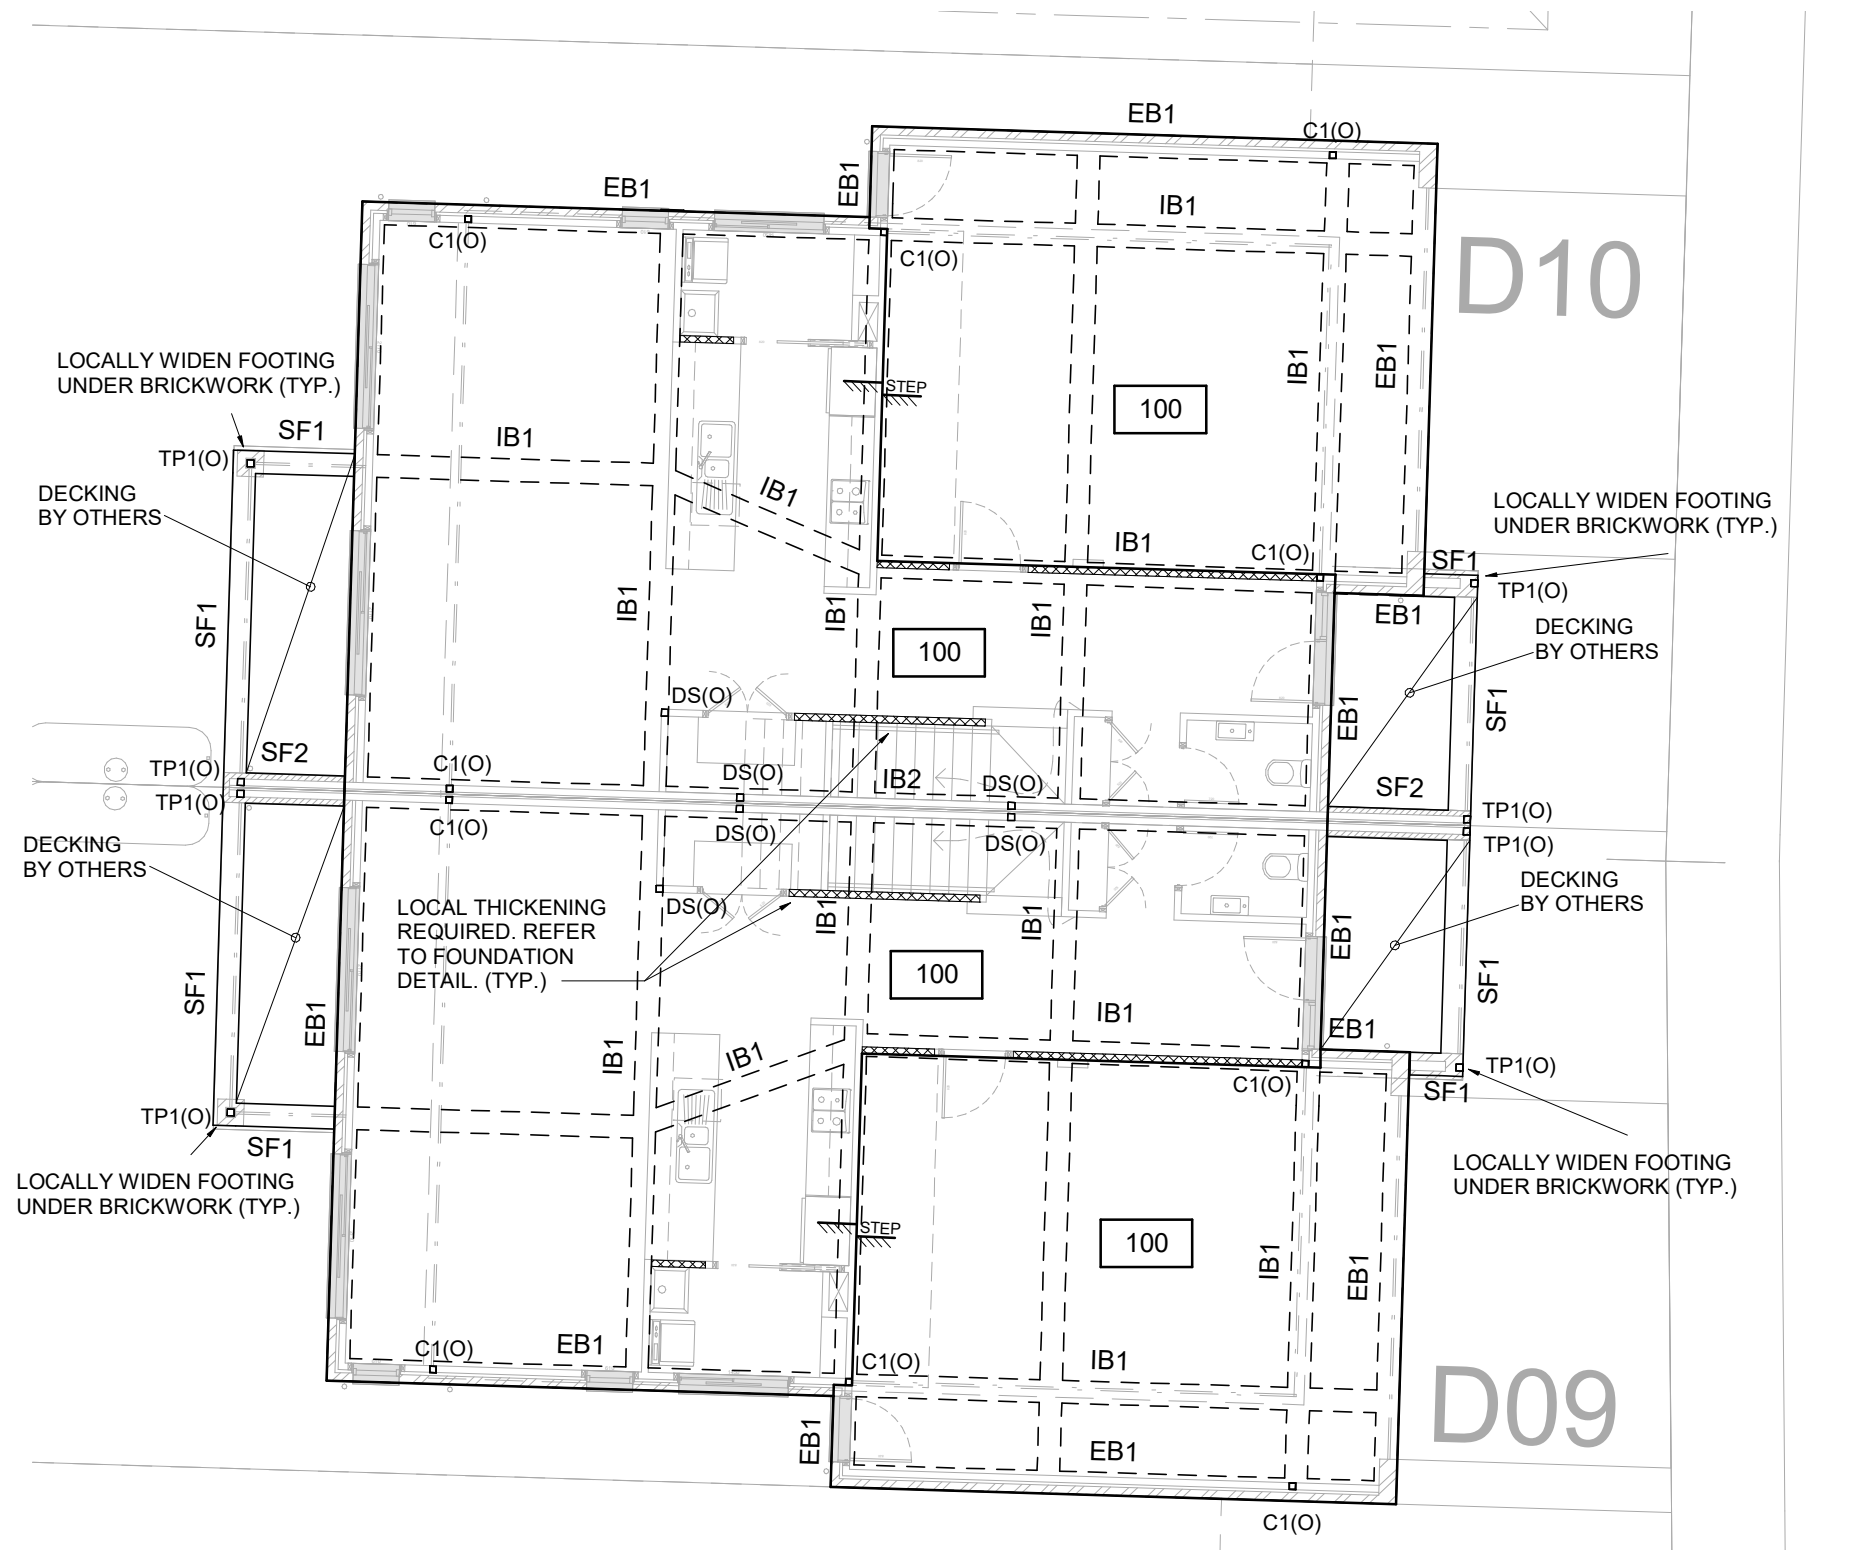 EB1
C1(O)
EB1
EB1
IB1
C1(O)
C1(O)
D10
LOCALLY WIDEN FOOTING
UNDER BRICKWORK (TYP.)
IB1
EB1
STEP
100
SF1
IB1
TP1(O)
DECKING
BY OTHERS
IB1
LOCALLY WIDEN FOOTING
UNDER BRICKWORK (TYP.)
IB1
C1(O)
SF1
TP1(O)
SF1
IB1
IB1
IB1
EB1
DECKING
BY OTHERS
100
DS(O)
EB1
SF1
SF2
TP1(O)
C1(O)
DS(O)
IB2
DS(O)
SF2
TP1(O)
C1(O)
DS(O)
DS(O)
TP1(O)
TP1(O)
DECKING
BY OTHERS
DECKING
BY OTHERS
LOCAL THICKENING
REQUIRED. REFER
TO FOUNDATION
DETAIL. (TYP.)
DS(O)
IB1
IB1
EB1
100
SF1
EB1
IB1
EB1
SF1
IB1
IB1
TP1(O)
C1(O)
SF1
TP1(O)
SF1
LOCALLY WIDEN FOOTING
UNDER BRICKWORK (TYP.)
LOCALLY WIDEN FOOTING
UNDER BRICKWORK (TYP.)
STEP
100
IB1
EB1
C1(O)
EB1
C1(O)
IB1
D09
EB1
EB1
C1(O)